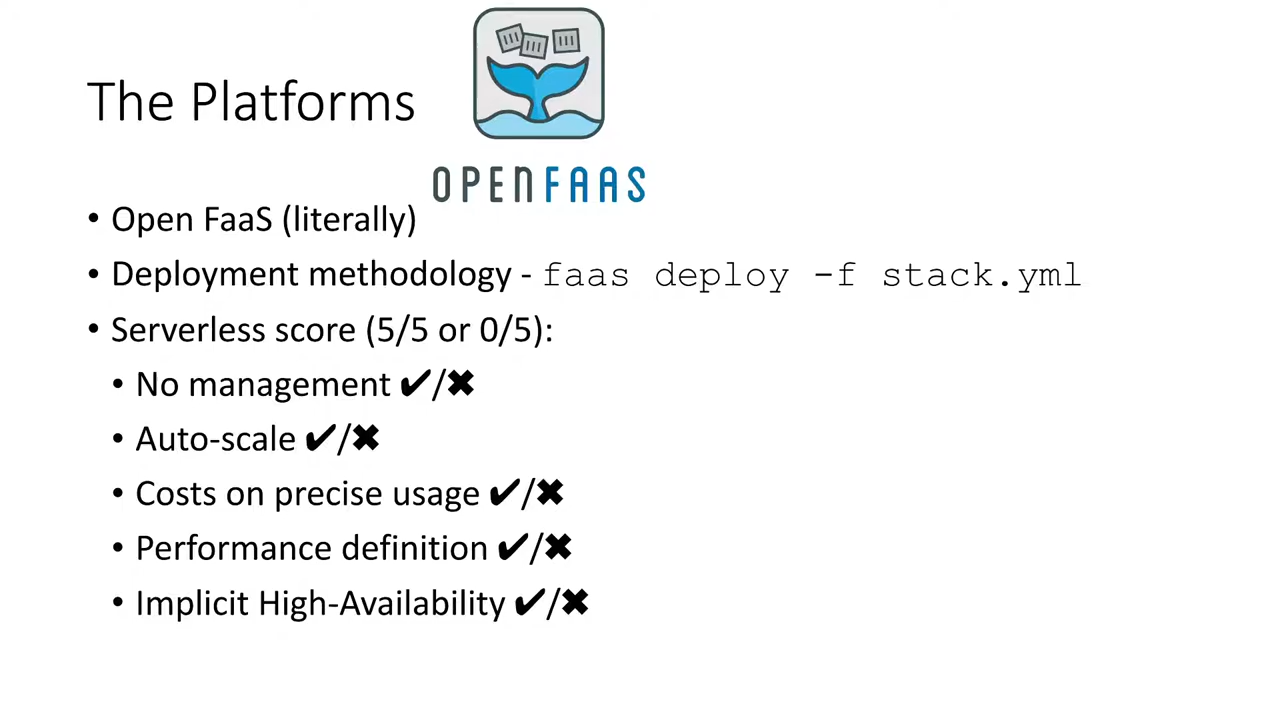 The Platforms
OPENFAAS
• Open FaaS (literally)
• Deployment methodology - faas deploy -f stack.yml
• Serverless score (5/5 or 0/5):
• No management ✔/✖
• Auto-scale ✔/✖
• Costs on precise usage ✔/✖
• Performance definition ✔/✖
• Implicit High-Availability ✔/✖